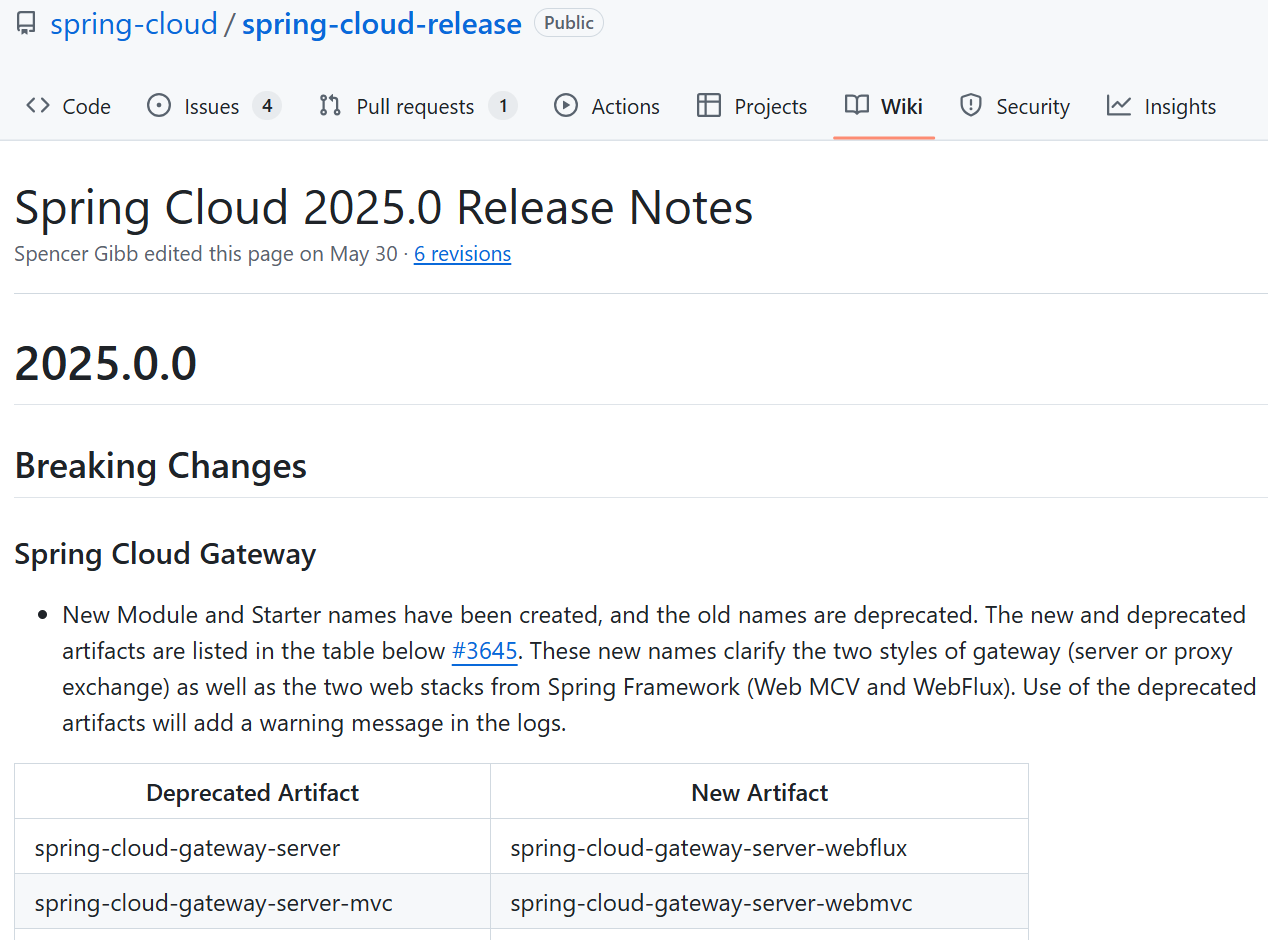 spring-cloud / spring-cloud-release Public
Code Issues 4 Pull requests 1 Actions Projects Wiki Security Insights
Spring Cloud 2025.0 Release Notes
Spencer Gibb edited this page on May 30 · 6 revisions
2025.0.0
Breaking Changes
Spring Cloud Gateway
• New Module and Starter names have been created, and the old names are deprecated. The new and deprecated
artifacts are listed in the table below #3645. These new names clarify the two styles of gateway (server or proxy
exchange) as well as the two web stacks from Spring Framework (Web MCV and WebFlux). Use of the deprecated
artifacts will add a warning message in the logs.
Deprecated Artifact New Artifact
spring-cloud-gateway-server spring-cloud-gateway-server-webflux
spring-cloud-gateway-server-mvc spring-cloud-gateway-server-webmvc